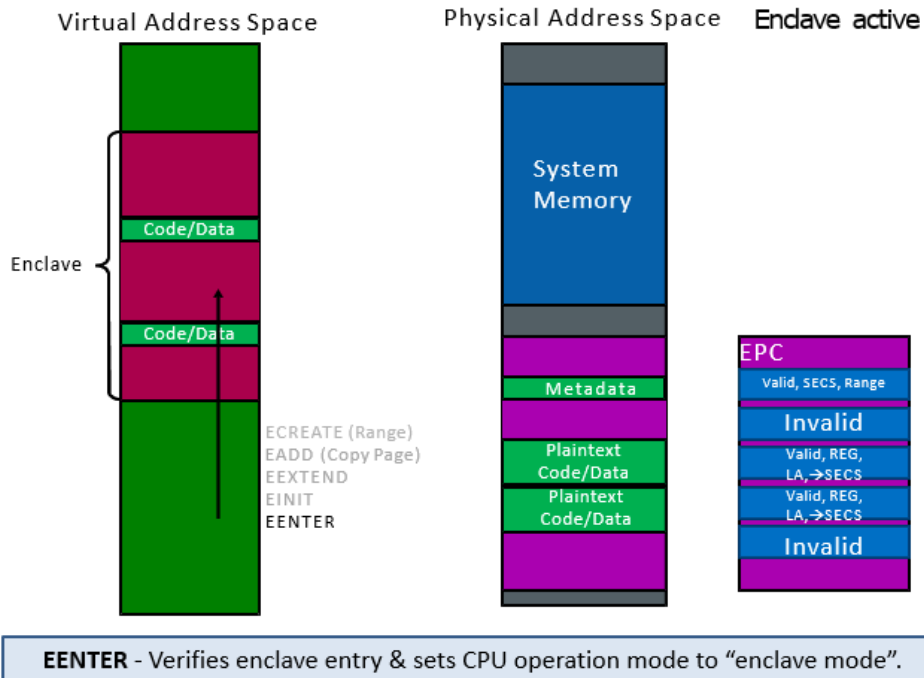 Virtual Address Space
Physical Address Space
Enclave active
System
Memory
Code/Data
Enclave
Code/Data
EPC
Valid, SECS, Range
Metadata
Invalid
ECREATE (Range)
EADD (Copy Page)
EEXTEND
EINIT
EENTER
Plaintext
Code/Data
Valid, REG,
LA,→SECS
Plaintext
Code/Data
Valid, REG,
LA,→SECS
Invalid
EENTER - Verifies enclave entry & sets CPU operation mode to “enclave mode”.